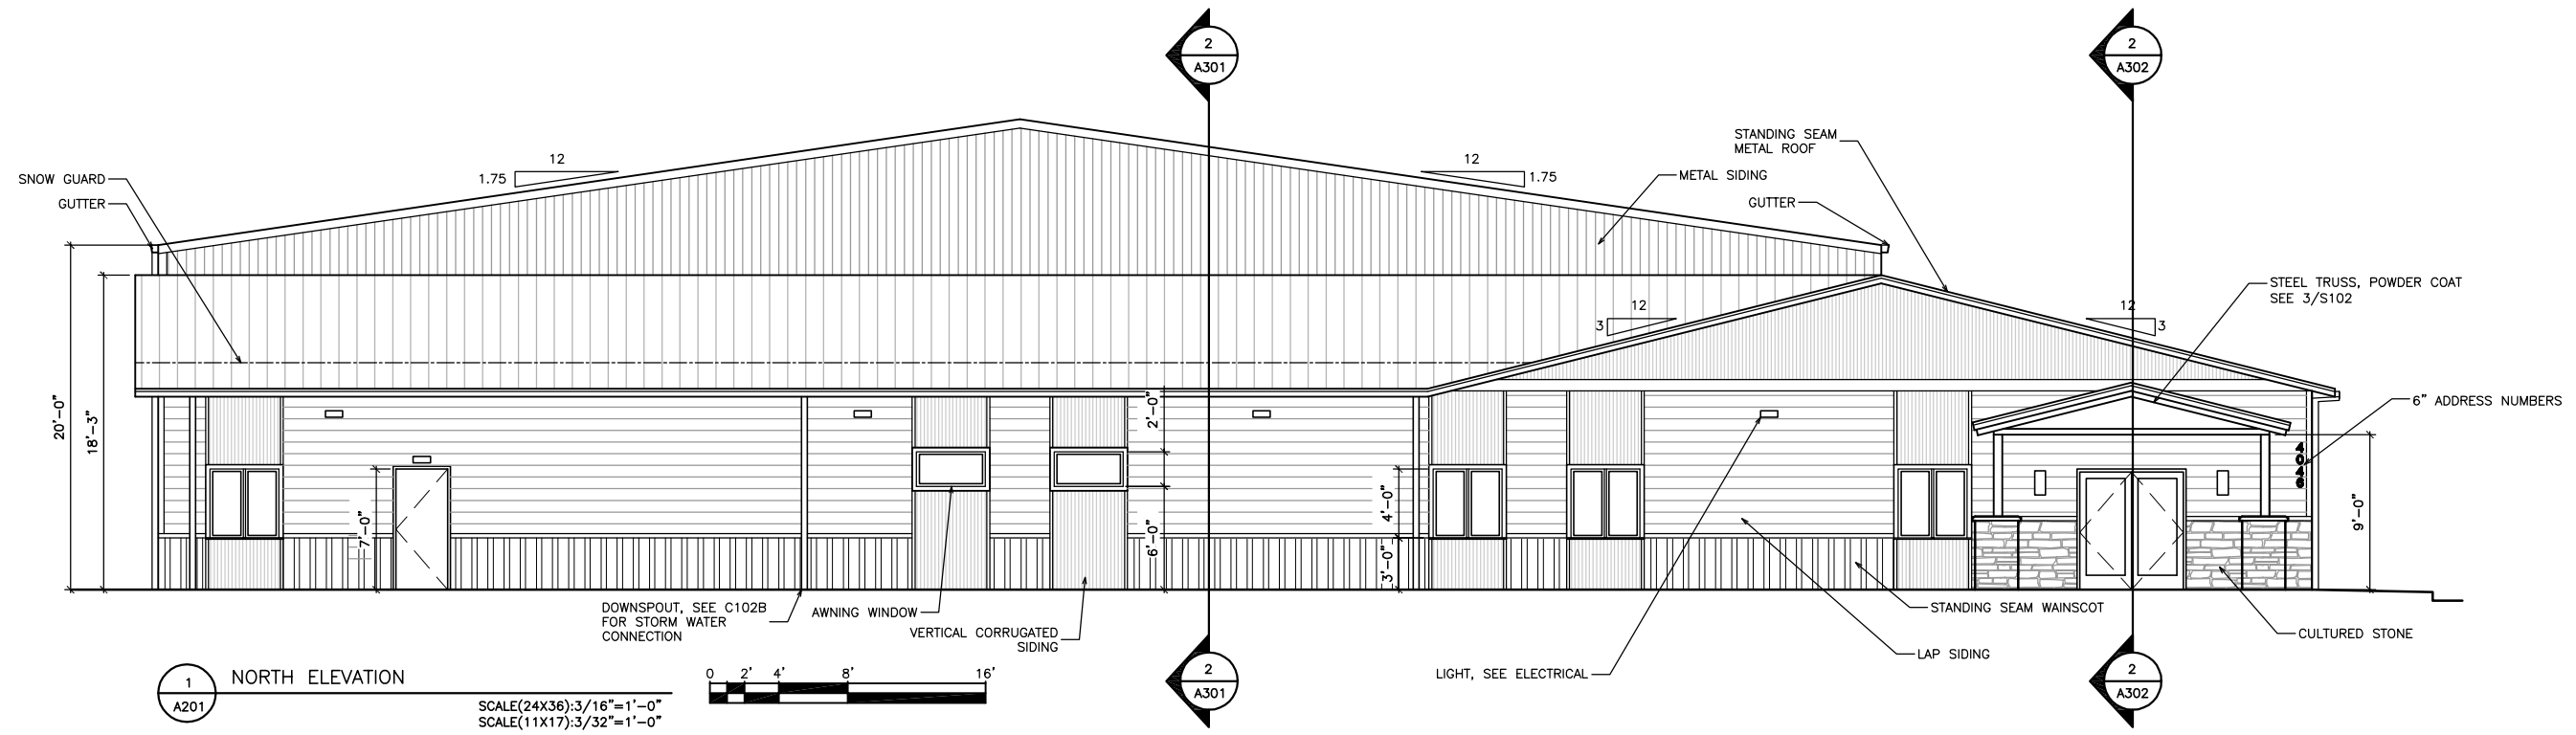 2
A301
2
A302
STANDING SEAM
METAL ROOF
12
1.75
12
1.75
METAL SIDING
SNOW GUARD
GUTTER
GUTTER
STEEL TRUSS, POWDER COAT
SEE 3/S102
12
3
12
3
20'-0"
18'-3"
2'-0"
6" ADDRESS NUMBERS
4046
7'-0"
6'-0"
4'-0"
3'-0"
9'-0"
DOWNSPOUT, SEE C102B
FOR STORM WATER
CONNECTION
AWNING WINDOW
VERTICAL CORRUGATED
SIDING
STANDING SEAM WAINSCOT
CULTURED STONE
LAP SIDING
LIGHT, SEE ELECTRICAL
1
A201
NORTH ELEVATION
SCALE(24X36):3/16"=1'-0"
SCALE(11X17):3/32"=1'-0"
0 2' 4' 8' 16'
2
A301
2
A302